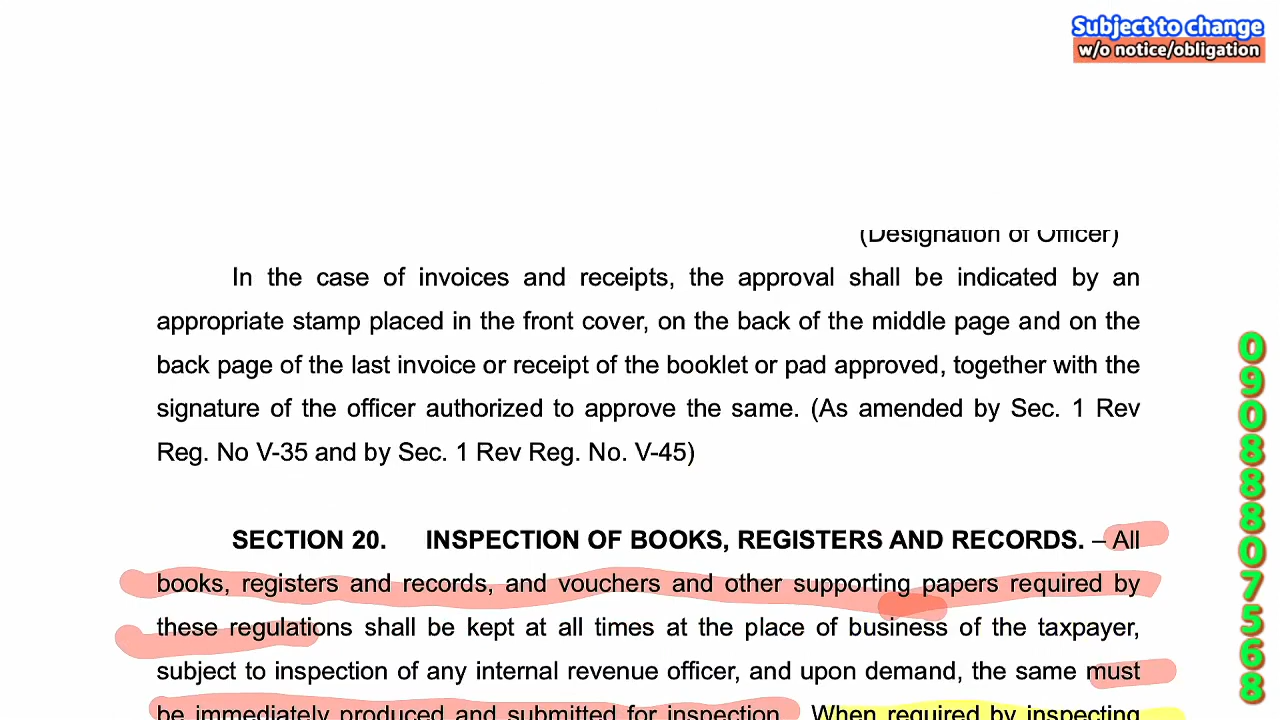 Subject to change
w/o notice/obligation
(Designation of Officer)
In the case of invoices and receipts, the approval shall be indicated by an
appropriate stamp placed in the front cover, on the back of the middle page and on the
back page of the last invoice or receipt of the booklet or pad approved, together with the
signature of the officer authorized to approve the same. (As amended by Sec. 1 Rev
Reg. No V-35 and by Sec. 1 Rev Reg. No. V-45)
SECTION 20. INSPECTION OF BOOKS, REGISTERS AND RECORDS. – All
books, registers and records, and vouchers and other supporting papers required by
these regulations shall be kept at all times at the place of business of the taxpayer,
subject to inspection of any internal revenue officer, and upon demand, the same must
be immediately produced and submitted for inspection. When required by inspecting
09088807568